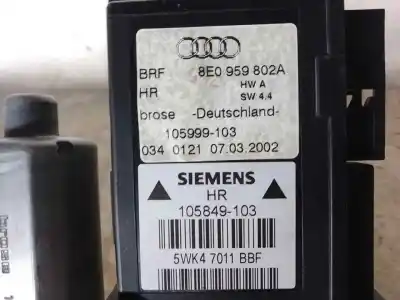 BRF 8E0 959 802A
HR HW A
SW 4.4
brose -Deutschland-
105999-103
034 0121 07.03.2002
SIEMENS
HR
105849-103
5WK4 7011 BBF